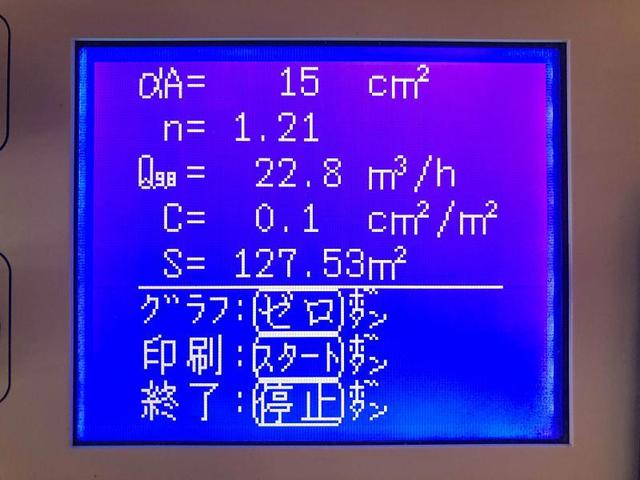 αA= 15 cm²
n= 1.21
Q9.8= 22.8 m³/h
C= 0.1 cm²/m²
S= 127.53m²
グラフ:ゼロボタン
印刷:スタートボタン
終了:停止ボタン